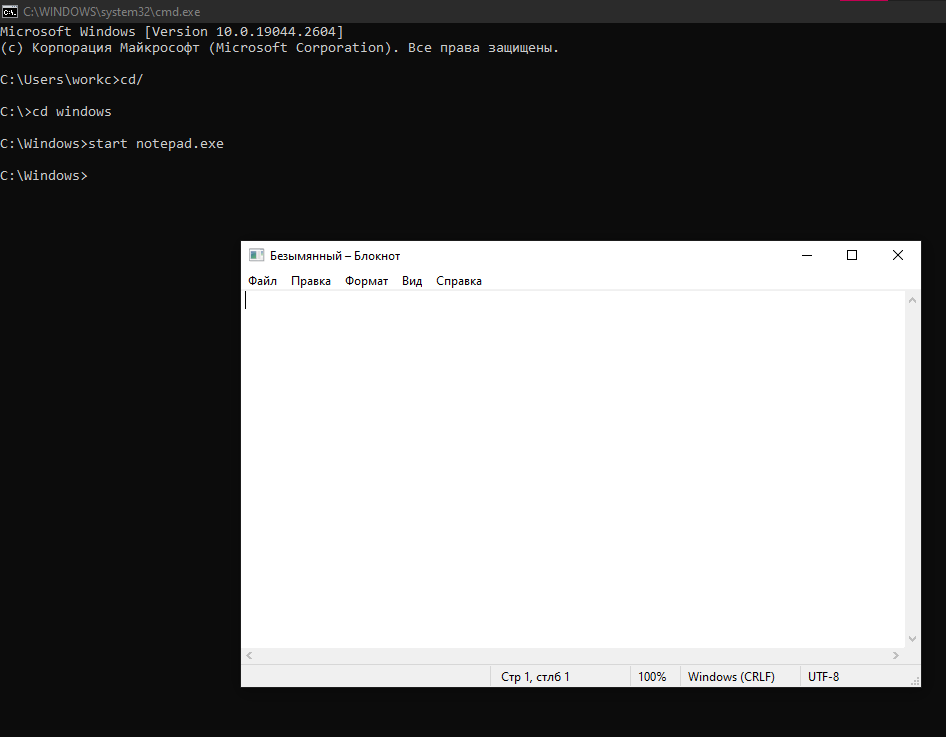 C:\WINDOWS\system32\cmd.exe
Microsoft Windows [Version 10.0.19044.2604]
(c) Корпорация Майкрософт (Microsoft Corporation). Все права защищены.
C:\Users\workc>cd/
C:\>cd windows
C:\Windows>start notepad.exe
C:\Windows>
Безымянный – Блокнот
Файл Правка Формат Вид Справка
Стр 1, стлб 1 100% Windows (CRLF) UTF-8